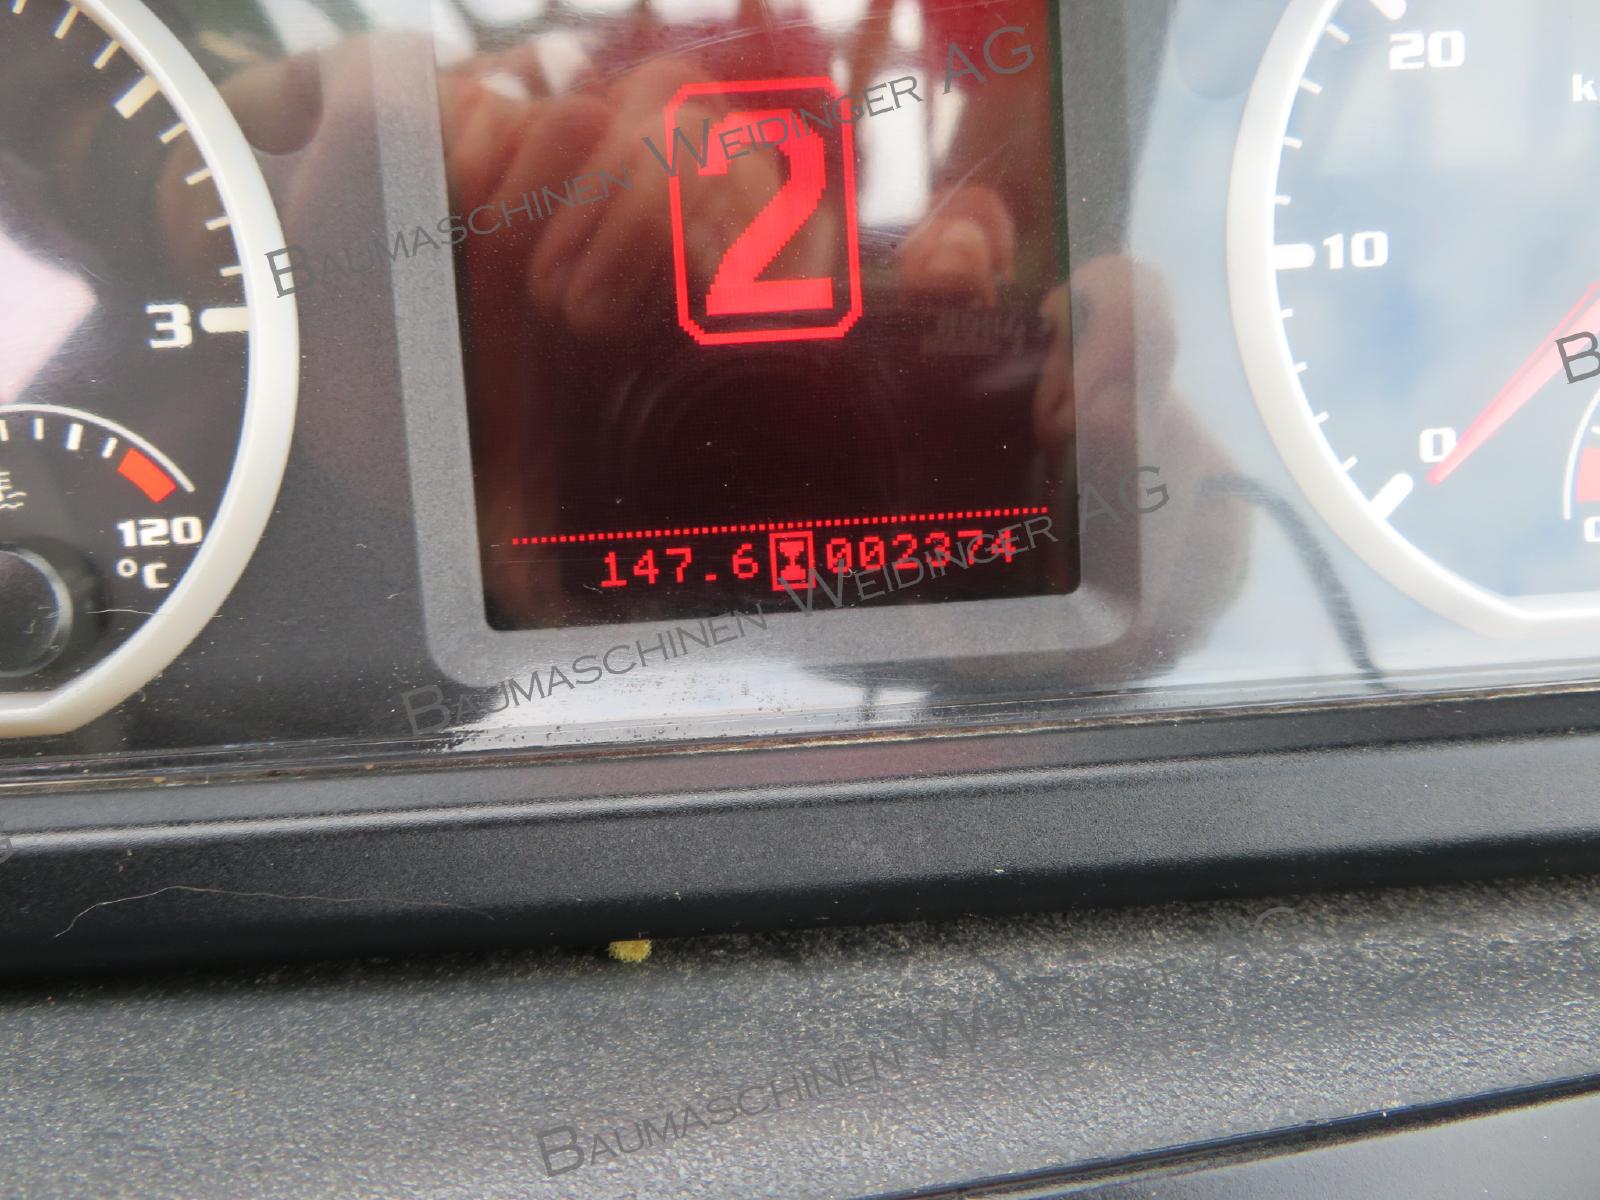 20
k
2
BAUMASCHINEN WEIDINGER AG
10
3
B
0
120
°C
147.6 002374
BAUMASCHINEN WEIDINGER AG
BAUMASCHINEN WEIDINGER AG